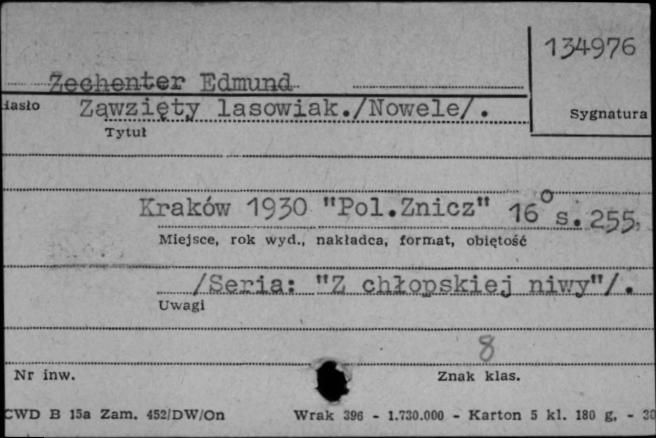 134976
Zechenter Edmund
Hasło
Zawzięty lasowiak./Nowele/.
Sygnatura
Tytuł
Kraków 1930 "Pol.Znicz" 16° s. 255.
Miejsce, rok wyd., nakładca, format, objętość
/Seria: "Z chłopskiej niwy"/.
Uwagi
8
Nr inw.
Znak klas.
CWD B 15a Zam. 452/DW/On
Wrak 396 - 1.730.000 - Karton 5 kl. 180 g. - 30